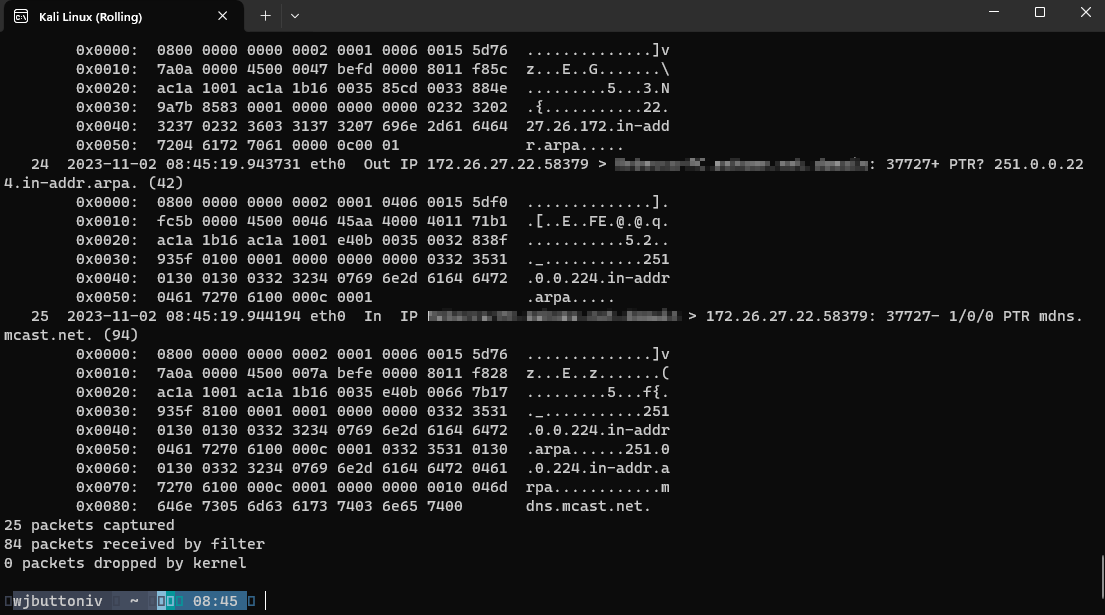 Kali Linux (Rolling)
0x0000: 0800 0000 0000 0002 0001 0006 0015 5d76 ..............]v
0x0010: 7a0a 0000 4500 0047 befd 0000 8011 f85c z...E..G.......\
0x0020: ac1a 1001 ac1a 1b16 0035 85cd 0033 884e .........5...3.N
0x0030: 9a7b 8583 0001 0000 0000 0000 0232 3202 .{...........22.
0x0040: 3237 0232 3603 3137 3207 696e 2d61 6464 27.26.172.in-add
0x0050: 7204 6172 7061 0000 0c00 01 r.arpa.....
24 2023-11-02 08:45:19.943731 eth0 Out IP 172.26.27.22.58379 > : 37727+ PTR? 251.0.0.22
4.in-addr.arpa. (42)
0x0000: 0800 0000 0000 0002 0001 0406 0015 5df0 ..............].
0x0010: fc5b 0000 4500 0046 45aa 4000 4011 71b1 .[..E..FE.@.@.q.
0x0020: ac1a 1b16 ac1a 1001 e40b 0035 0032 838f ...........5.2..
0x0030: 935f 0100 0001 0000 0000 0000 0332 3531 ._...........251
0x0040: 0130 0130 0332 3234 0769 6e2d 6164 6472 .0.0.224.in-addr
0x0050: 0461 7270 6100 000c 0001 .arpa.....
25 2023-11-02 08:45:19.944194 eth0 In IP > 172.26.27.22.58379: 37727- 1/0/0 PTR mdns.
mcast.net. (94)
0x0000: 0800 0000 0000 0002 0001 0006 0015 5d76 ..............]v
0x0010: 7a0a 0000 4500 007a befe 0000 8011 f828 z...E..z.......(
0x0020: ac1a 1001 ac1a 1b16 0035 e40b 0066 7b17 .........5...f{.
0x0030: 935f 8100 0001 0001 0000 0000 0332 3531 ._...........251
0x0040: 0130 0130 0332 3234 0769 6e2d 6164 6472 .0.0.224.in-addr
0x0050: 0461 7270 6100 000c 0001 0332 3531 0130 .arpa......251.0
0x0060: 0130 0332 3234 0769 6e2d 6164 6472 0461 .0.224.in-addr.a
0x0070: 7270 6100 000c 0001 0000 0000 0010 046d rpa............m
0x0080: 646e 7305 6d63 6173 7403 6e65 7400 dns.mcast.net.
25 packets captured
84 packets received by filter
0 packets dropped by kernel
wjbuttoniv ~ 08:45